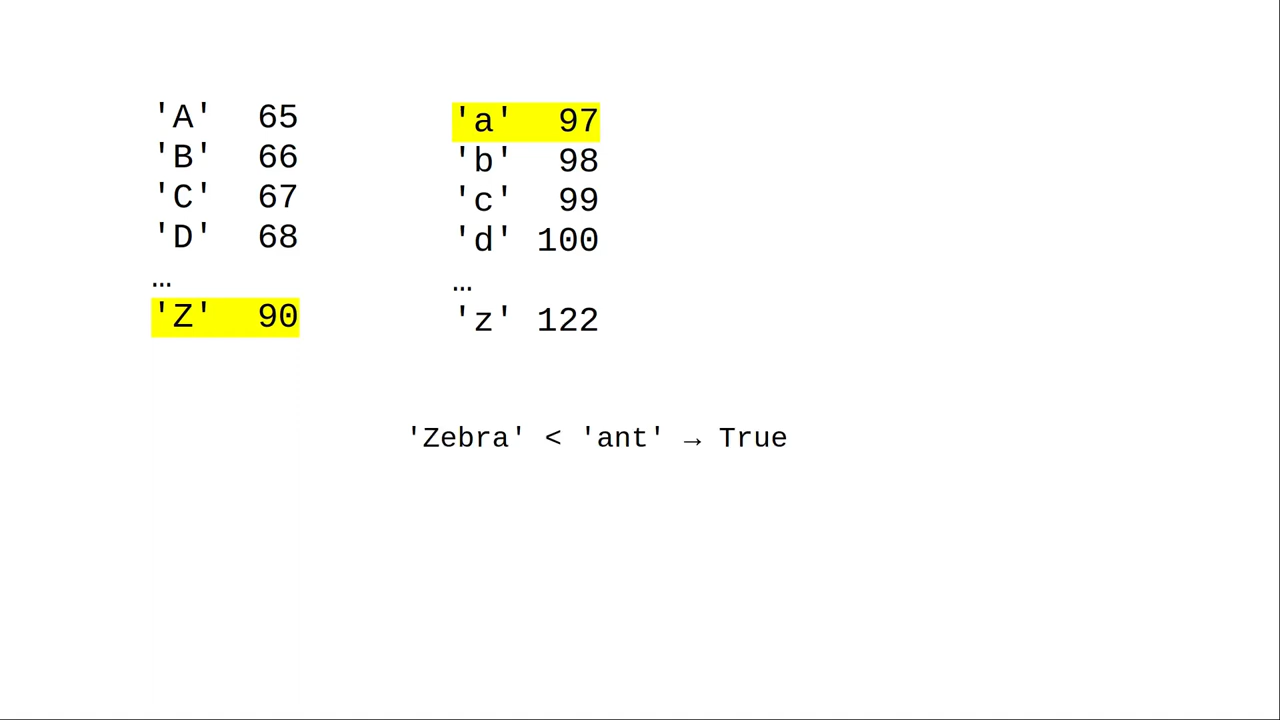 'A'  65
'B'  66
'C'  67
'D'  68
…
'Z'  90
'a'  97
'b'  98
'c'  99
'd' 100
…
'z' 122
'Zebra' < 'ant' → True